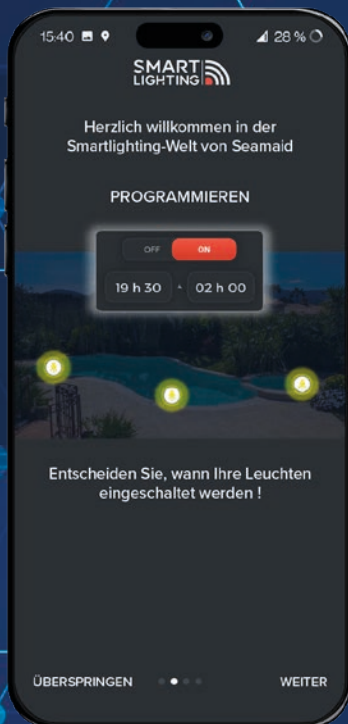 15:40
28 %
SMART
LIGHTING
Herzlich willkommen in der
Smartlighting-Welt von Seamaid
PROGRAMMIEREN
OFF ON
19 h 30 02 h 00
Entscheiden Sie, wann Ihre Leuchten
eingeschaltet werden !
ÜBERSPRINGEN WEITER